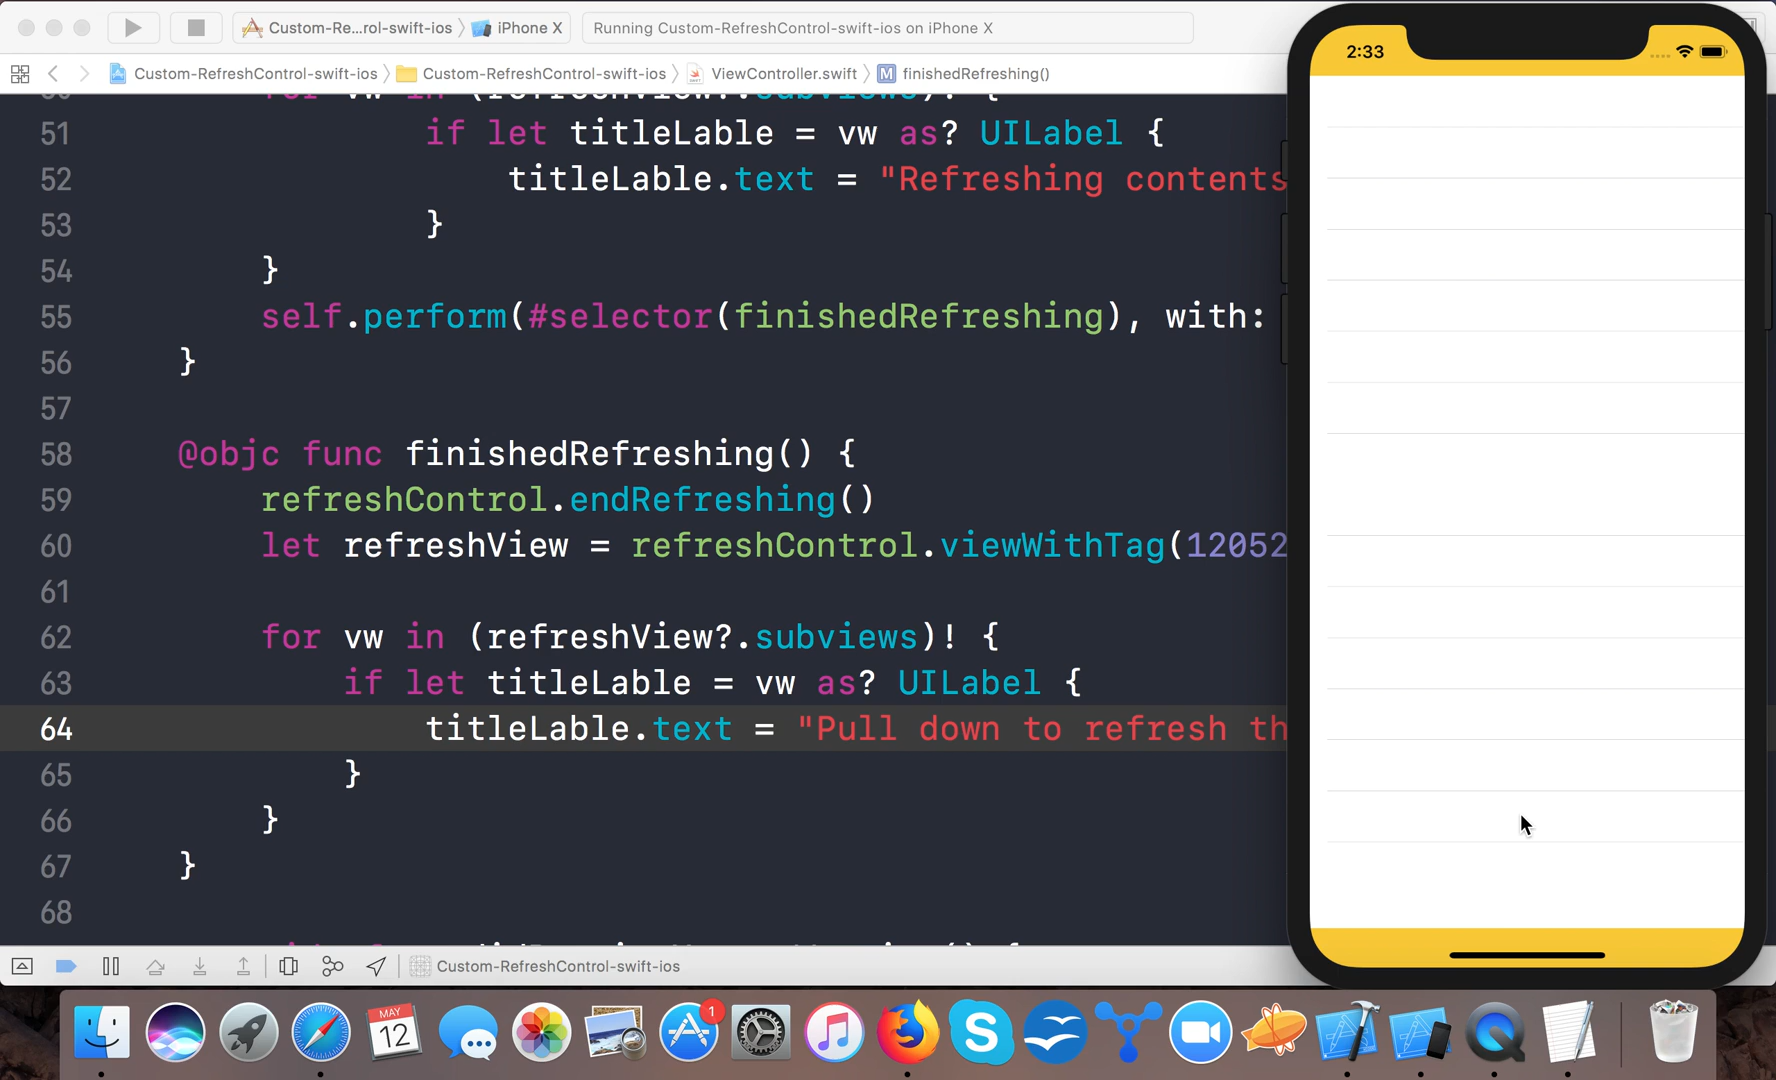 Custom-Re...rol-swift-ios
iPhone X
Running Custom-RefreshControl-swift-ios on iPhone X
2:33
Custom-RefreshControl-swift-ios
Custom-RefreshControl-swift-ios
ViewController.swift
M
finishedRefreshing()
51 if let titleLable = vw as? UILabel {
52 titleLable.text = "Refreshing contents
53 }
54 }
55 self.perform(#selector(finishedRefreshing), with:
56 }
57
58 @objc func finishedRefreshing() {
59 refreshControl.endRefreshing()
60 let refreshView = refreshControl.viewWithTag(12052
61
62 for vw in (refreshView?.subviews)! {
63 if let titleLable = vw as? UILabel {
64 titleLable.text = "Pull down to refresh th
65 }
66 }
67 }
68
Custom-RefreshControl-swift-ios
MAY
12
1
S